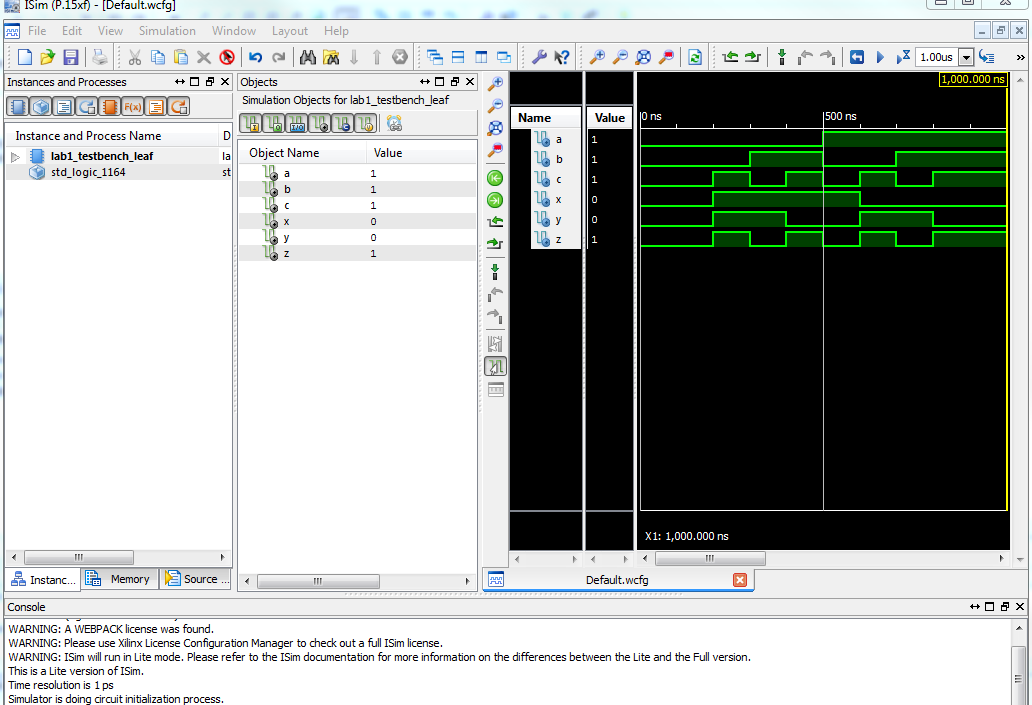 ISim (P.15xf) - [Default.wcfg]
File Edit View Simulation Window Layout Help
1.00us
»
Instances and Processes
Instance and Process Name D
lab1_testbench_leaf la
std_logic_1164 st
Instanc...
Memory
Source ...
Objects
Simulation Objects for lab1_testbench_leaf
Object Name Value
a 1
b 1
c 1
x 0
y 0
z 1
Name Value
a 1
b 1
c 1
x 0
y 0
z 1
1,000.000 ns
0 ns 500 ns
X1: 1,000.000 ns
Default.wcfg
Console
WARNING: A WEBPACK license was found.
WARNING: Please use Xilinx License Configuration Manager to check out a full ISim license.
WARNING: ISim will run in Lite mode. Please refer to the ISim documentation for more information on the differences between the Lite and the Full version.
This is a Lite version of ISim.
Time resolution is 1 ps
Simulator is doing circuit initialization process.